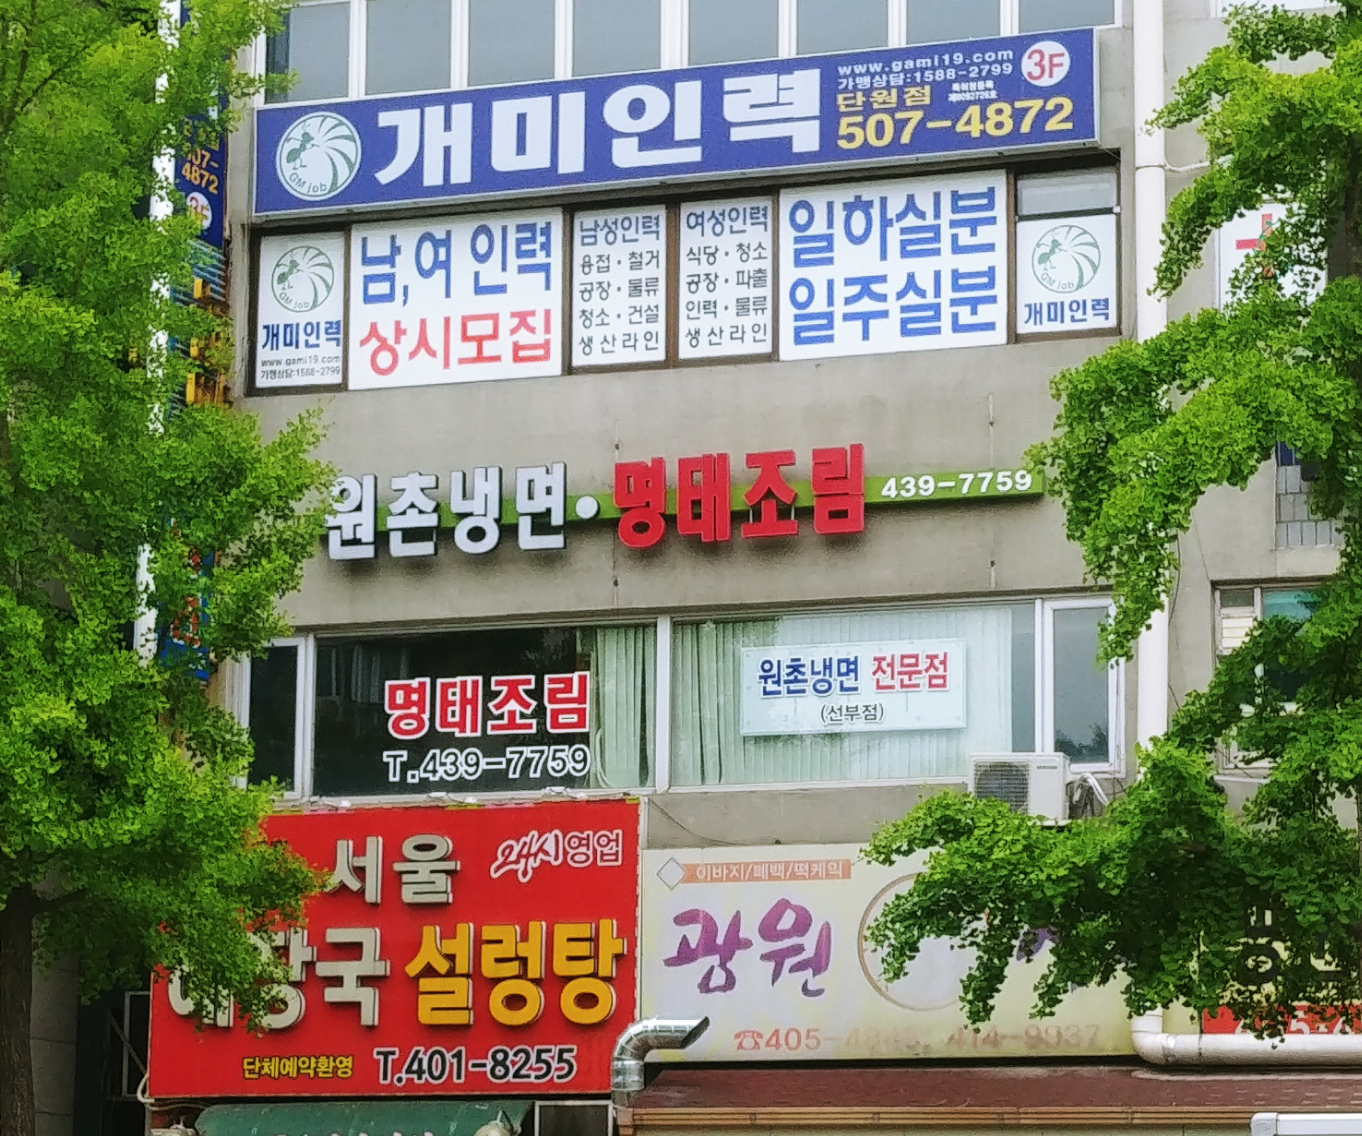 개미인력
www.gami19.com
가맹상담:1588-2799
3F
단원점
507-4872
4872
GM job
개미인력
www.gami19.com
가맹상담:1588-2799
남,여 인력
상시모집
남성인력
용접·철거
공장·물류
청소·건설
생산라인
여성인력
식당·청소
공장·파출
인력·물류
생산라인
일하실분
일주실분
GM job
개미인력
원촌냉면·명태조림 439-7759
명태조림
T.439-7759
원촌냉면 전문점
(선부점)
서울 24시영업
설렁탕
단체예약환영 T.401-8255
이바지/폐백/떡케익
광원
☎405-